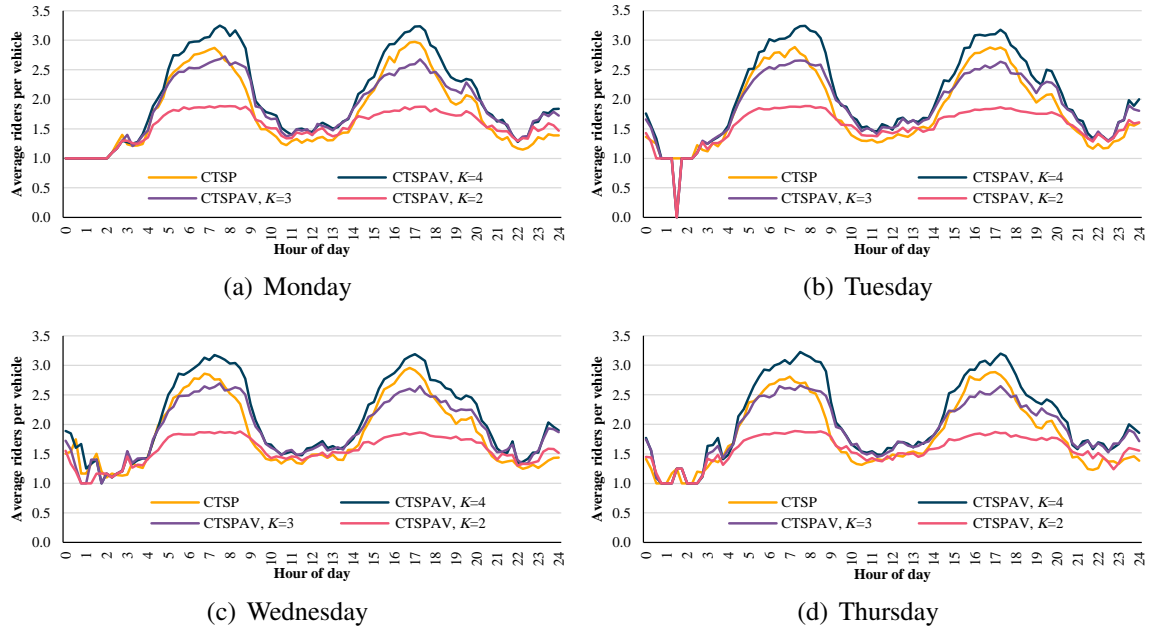 Average riders per vehicle
3.5
3.0
2.5
2.0
1.5
1.0
0.5
0.0
CTSP
CTSPAV, K=4
CTSPAV, K=3
CTSPAV, K=2
0 1 2 3 4 5 6 7 8 9 10 11 12 13 14 15 16 17 18 19 20 21 22 23 24
Hour of day
(a) Monday
Average riders per vehicle
3.5
3.0
2.5
2.0
1.5
1.0
0.5
0.0
CTSP
CTSPAV, K=4
CTSPAV, K=3
CTSPAV, K=2
0 1 2 3 4 5 6 7 8 9 10 11 12 13 14 15 16 17 18 19 20 21 22 23 24
Hour of day
(b) Tuesday
Average riders per vehicle
3.5
3.0
2.5
2.0
1.5
1.0
0.5
0.0
CTSP
CTSPAV, K=4
CTSPAV, K=3
CTSPAV, K=2
0 1 2 3 4 5 6 7 8 9 10 11 12 13 14 15 16 17 18 19 20 21 22 23 24
Hour of day
(c) Wednesday
Average riders per vehicle
3.5
3.0
2.5
2.0
1.5
1.0
0.5
0.0
CTSP
CTSPAV, K=4
CTSPAV, K=3
CTSPAV, K=2
0 1 2 3 4 5 6 7 8 9 10 11 12 13 14 15 16 17 18 19 20 21 22 23 24
Hour of day
(d) Thursday